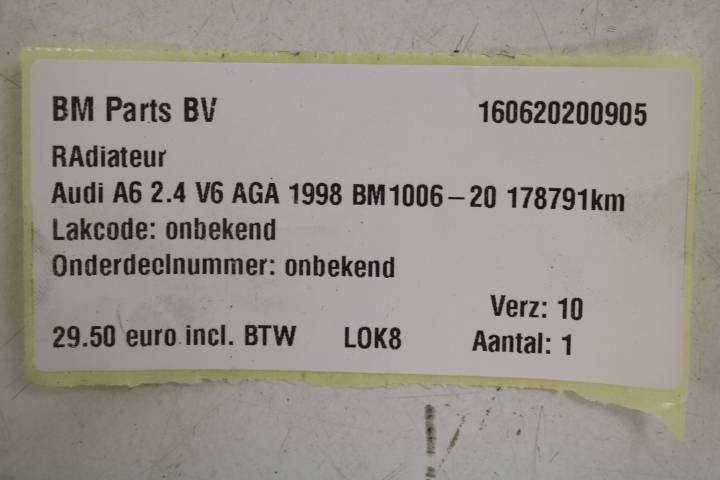 BM Parts BV 160620200905
RAdiateur
Audi A6 2.4 V6 AGA 1998 BM1006-20 178791km
Lakcode: onbekend
Onderdeclnummer: onbekend
Verz: 10
29.50 euro incl. BTW LOK8 Aantal: 1